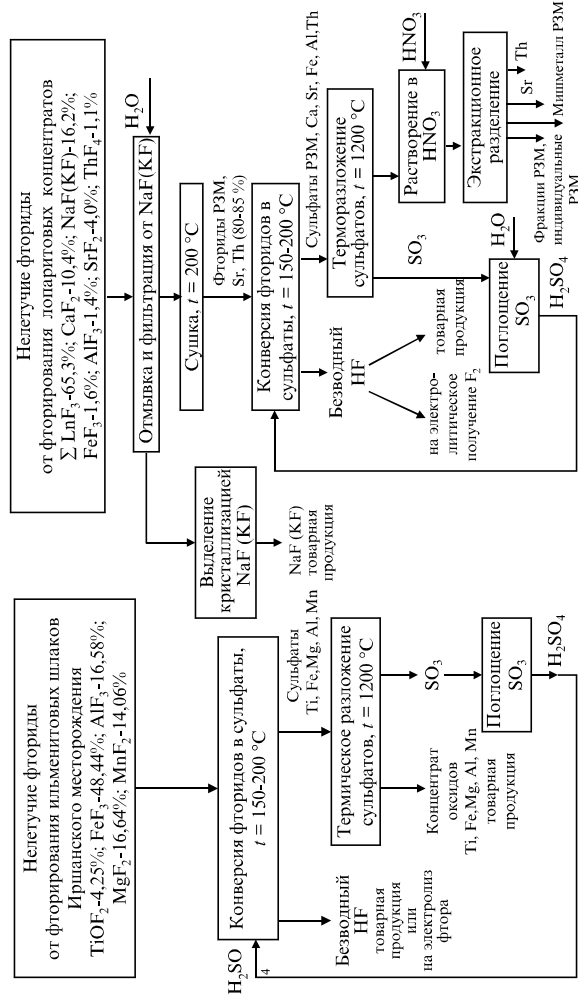 Нелетучие фториды
от фторирования ильменитовых шлаков
Иршанского месторождения
TiOF₂-4,25%; FeF₃-48,44%; AlF₃-16,58%;
MgF₂-16,64%; MnF₂-14,06%
H₂SO
4
Конверсия фторидов в сульфаты,
t = 150-200 °C
Безводный
HF
товарная
продукция
или
на электролиз
фтора
Сульфаты
Ti, Fe,Mg, Al, Mn
Термическое разложение
сульфатов, t = 1200 °C
Концентрат
оксидов
Ti, Fe,Mg, Al, Mn
товарная
продукция
SO₃
Поглощение
SO₃
H₂SO₄
Нелетучие фториды
от фторирования лопаритовых концентратов
∑ LnF₃-65,3%; CaF₂-10,4%; NaF(KF)-16,2%;
FeF₃-1,6%; AlF₃-1,4%; SrF₂-4,0%; ThF₄-1,1%
H₂O
Отмывка и фильтрация от NaF(KF)
Выделение
кристаллизацией
NaF (KF)
NaF (KF)
товарная
продукция
Сушка, t = 200 °C
Фториды РЗМ,
Sr, Th (80-85 %)
Конверсия фторидов в
сульфаты, t = 150-200 °C
Безводный
HF
на электро-
литическое
получение F₂
товарная
продукция
Сульфаты РЗМ, Ca, Sr, Fe, Al,Th
Терморазложение
сульфатов, t = 1200 °C
SO₃
H₂O
Поглощение
SO₃
H₂SO₄
HNO₃
Растворение в
HNO₃
Экстракционное
разделение
Фракции РЗМ,
индивидуальные
РЗМ
Мишметалл РЗМ
Sr
Th